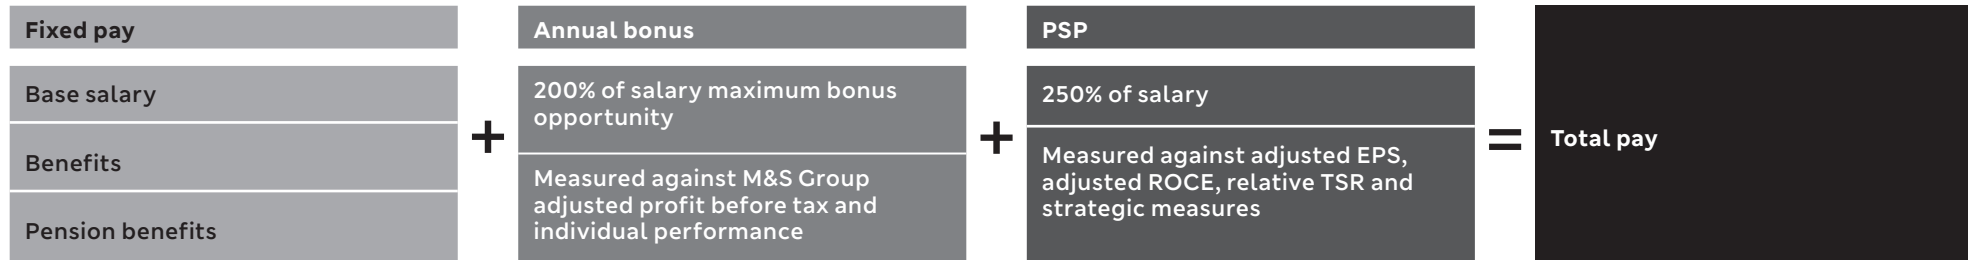 Fixed pay
Base salary
Benefits
Pension benefits
+
Annual bonus
200% of salary maximum bonus
opportunity
Measured against M&S Group
adjusted profit before tax and
individual performance
+
PSP
250% of salary
Measured against adjusted EPS,
adjusted ROCE, relative TSR and
strategic measures
=
Total pay